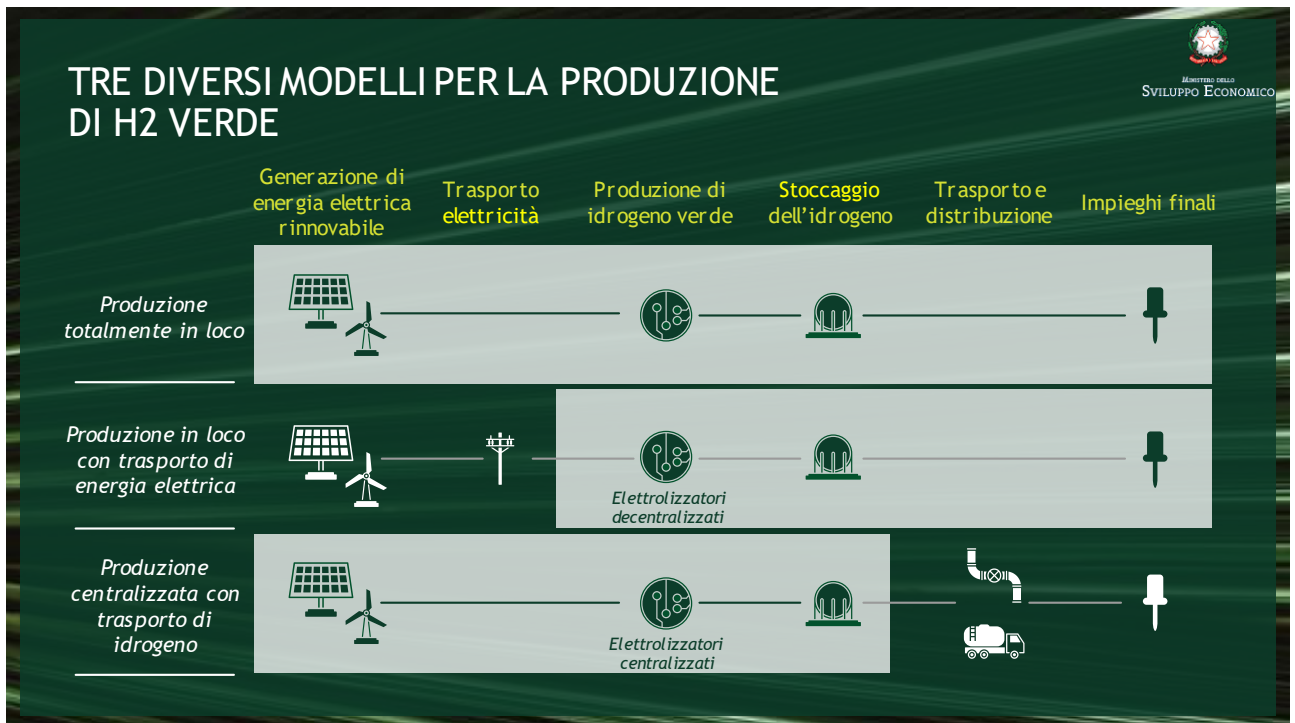 TRE DIVERSI MODELLI PER LA PRODUZIONE
DI H2 VERDE
MINISTERO DELLO
SVILUPPO ECONOMICO
Generazione di
energia elettrica
rinnovabile
Trasporto
elettricità
Produzione di
idrogeno verde
Stoccaggio
dell'idrogeno
Trasporto e
distribuzione
Impieghi finali
Produzione
totalmente in loco
Produzione in loco
con trasporto di
energia elettrica
Elettrolizzatori
decentralizzati
Produzione
centralizzata con
trasporto di
idrogeno
Elettrolizzatori
centralizzati